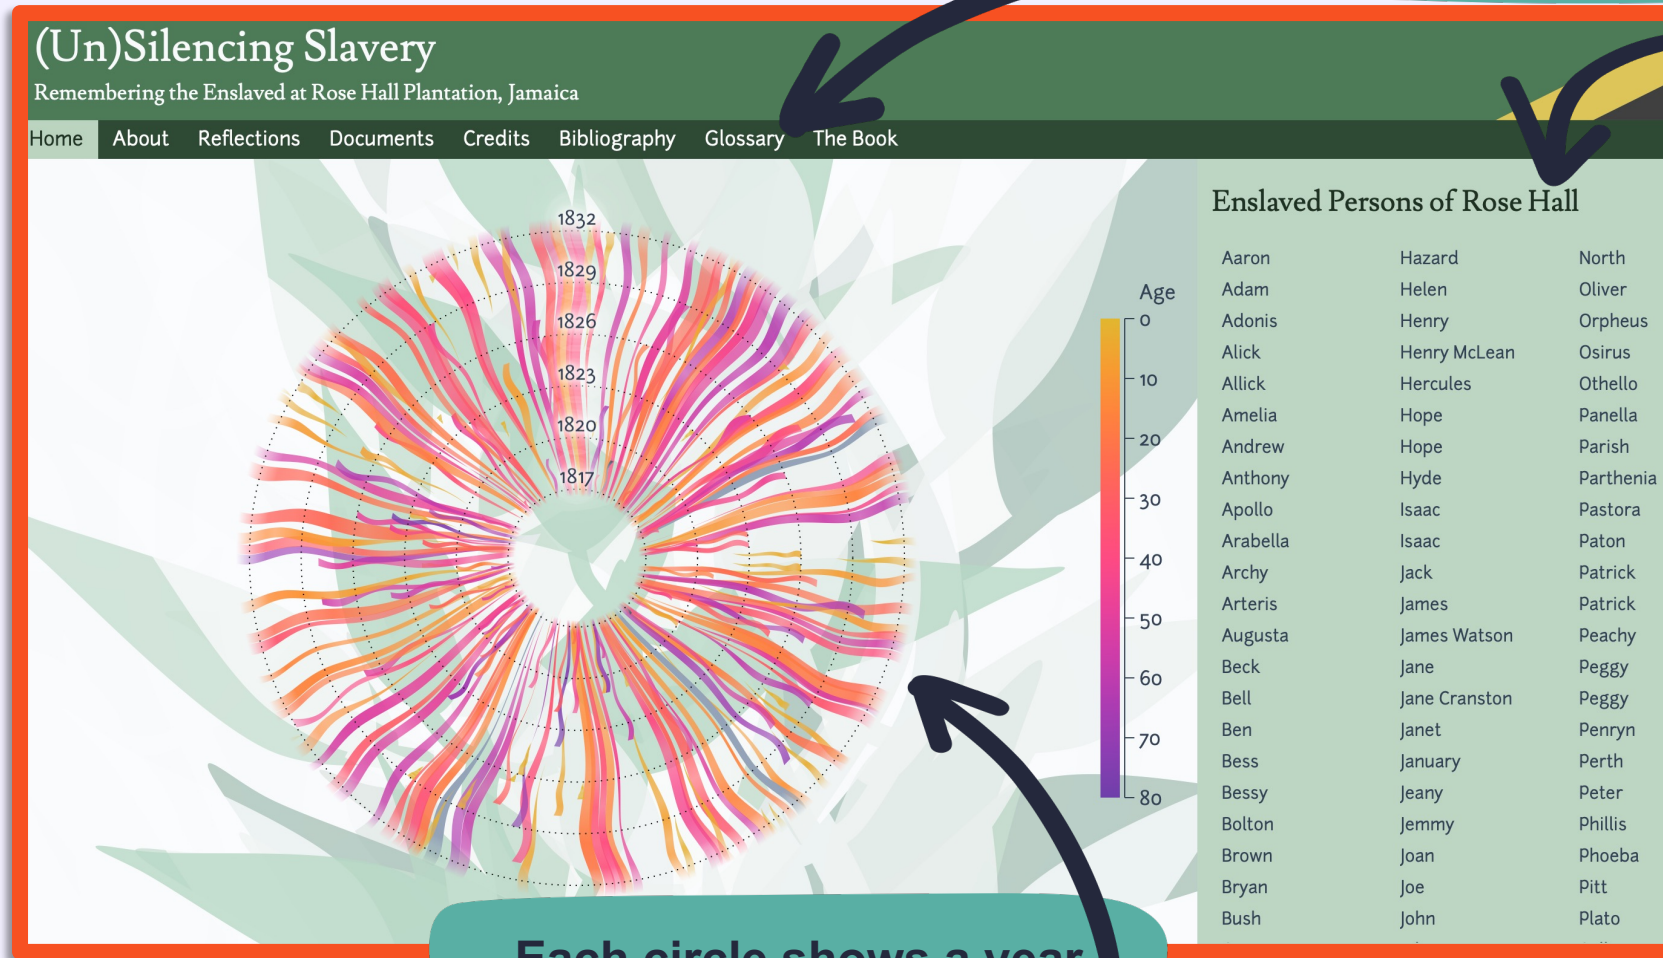 (Un)Silencing Slavery
Remembering the Enslaved at Rose Hall Plantation, Jamaica
Home About Reflections Documents Credits Bibliography Glossary The Book
1832
1829
1826
1823
1820
1817
Age
0
10
20
30
40
50
60
70
80
Enslaved Persons of Rose Hall
Aaron Hazard North
Adam Helen Oliver
Adonis Henry Orpheus
Alick Henry McLean Osirus
Allick Hercules Othello
Amelia Hope Panella
Andrew Hope Parish
Anthony Hyde Parthenia
Apollo Isaac Pastora
Arabella Isaac Paton
Archy Jack Patrick
Arteris James Patrick
Augusta James Watson Peachy
Beck Jane Peggy
Bell Jane Cranston Peggy
Ben Janet Penryn
Bess January Perth
Bessy Jeany Peter
Bolton Jemmy Phillis
Brown Joan Phoeba
Bryan Joe Pitt
Bush John Plato
Each circle shows a year